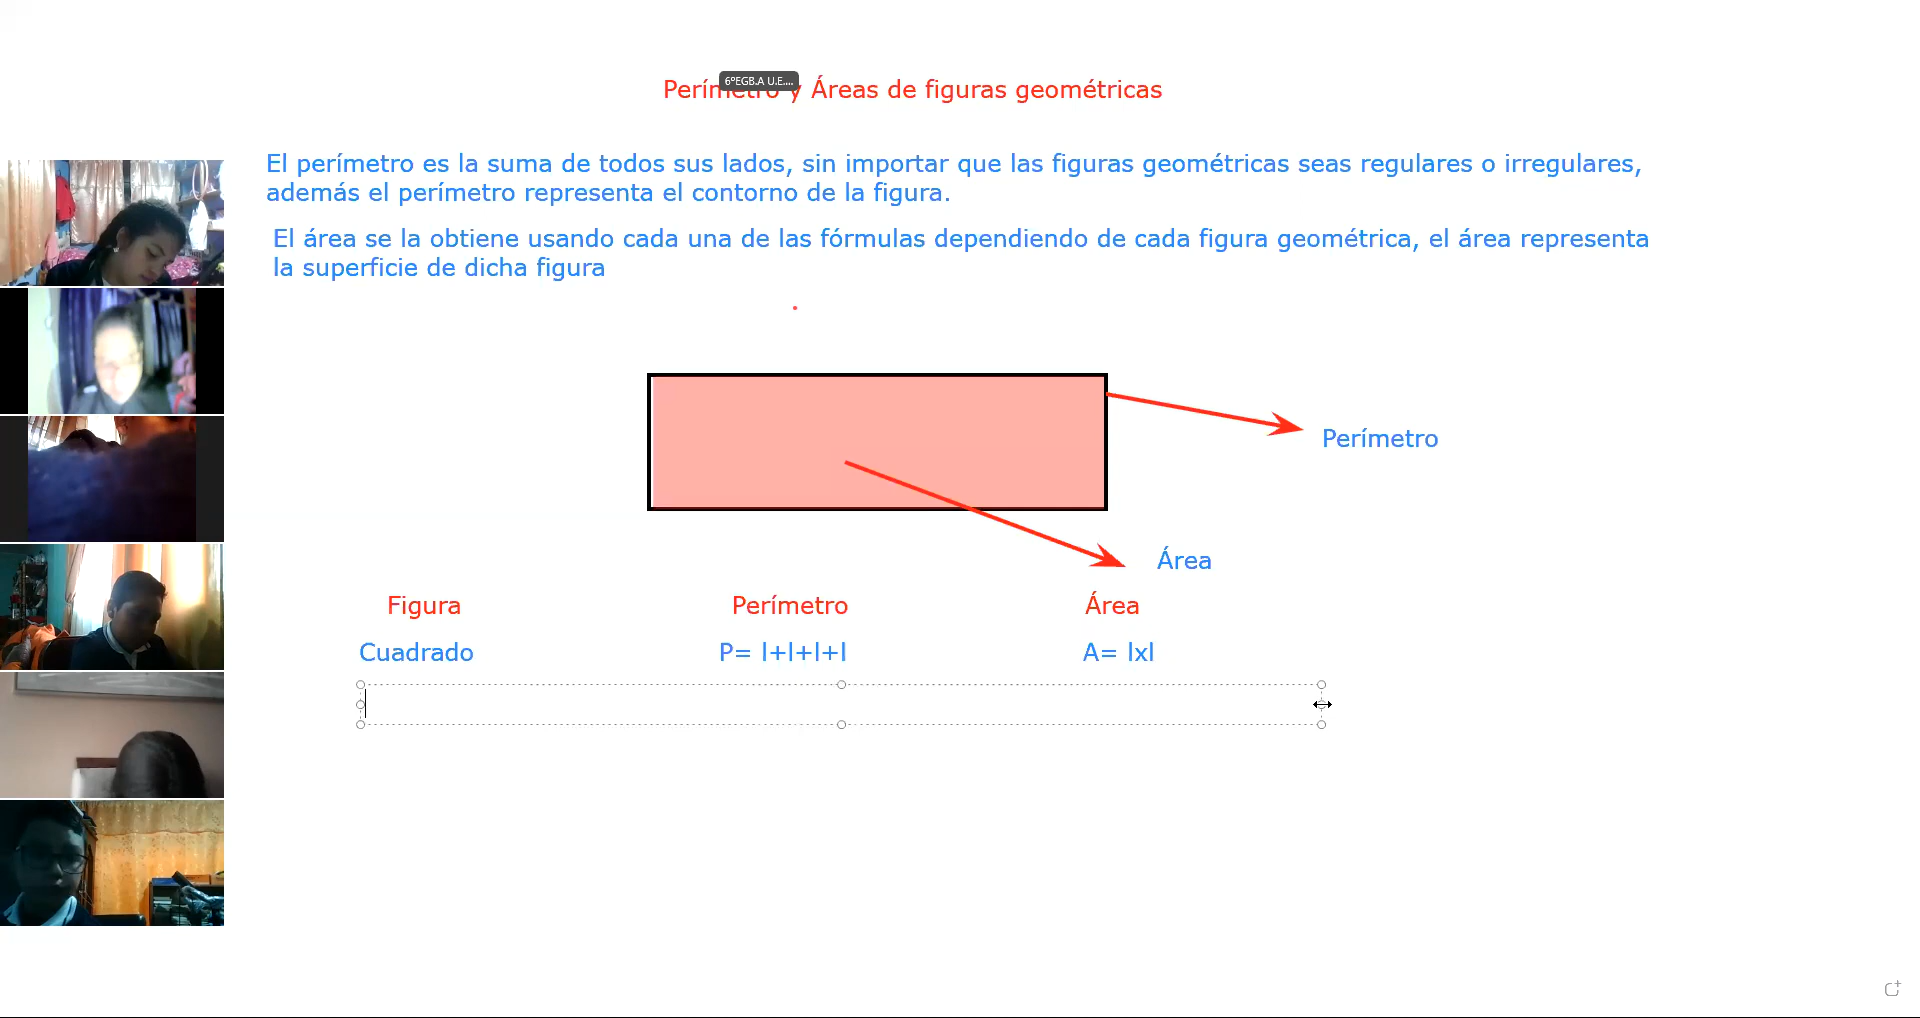 6ºEGB.A U.E....
Perímetro y Áreas de figuras geométricas
El perímetro es la suma de todos sus lados, sin importar que las figuras geométricas seas regulares o irregulares,
además el perímetro representa el contorno de la figura.
El área se la obtiene usando cada una de las fórmulas dependiendo de cada figura geométrica, el área representa
la superficie de dicha figura
Perímetro
Área
Figura Perímetro Área
Cuadrado P= l+l+l+l A= lxl